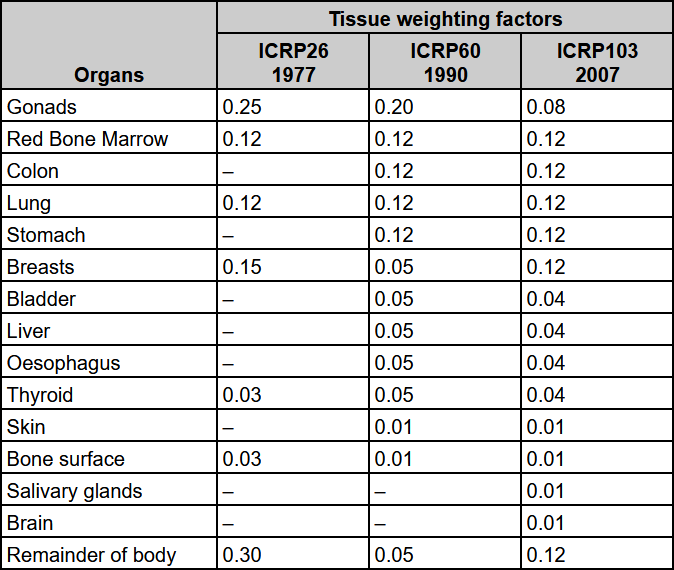 Tissue weighting factors
Organs ICRP26 1977 ICRP60 1990 ICRP103 2007
Gonads 0.25 0.20 0.08
Red Bone Marrow 0.12 0.12 0.12
Colon – 0.12 0.12
Lung 0.12 0.12 0.12
Stomach – 0.12 0.12
Breasts 0.15 0.05 0.12
Bladder – 0.05 0.04
Liver – 0.05 0.04
Oesophagus – 0.05 0.04
Thyroid 0.03 0.05 0.04
Skin – 0.01 0.01
Bone surface 0.03 0.01 0.01
Salivary glands – – 0.01
Brain – – 0.01
Remainder of body 0.30 0.05 0.12